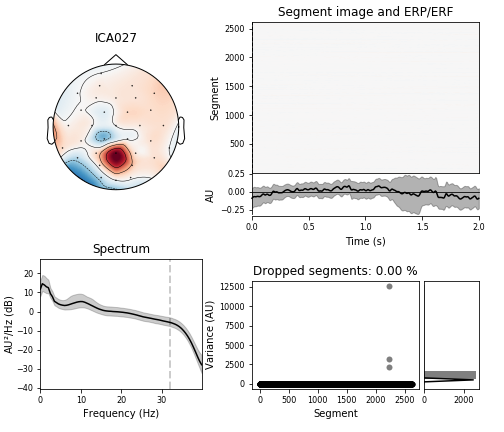 ICA027
Segment image and ERP/ERF
Segment
2500
2000
1500
1000
500
AU
0.25
0.00
−0.25
0.0 0.5 1.0 1.5 2.0
Time (s)
Spectrum
AU²/Hz (dB)
20
10
0
−10
−20
−30
−40
0 10 20 30
Frequency (Hz)
Dropped segments: 0.00 %
Variance (AU)
12500
10000
7500
5000
2500
0
0 500 1000 1500 2000 2500
Segment
0 2000